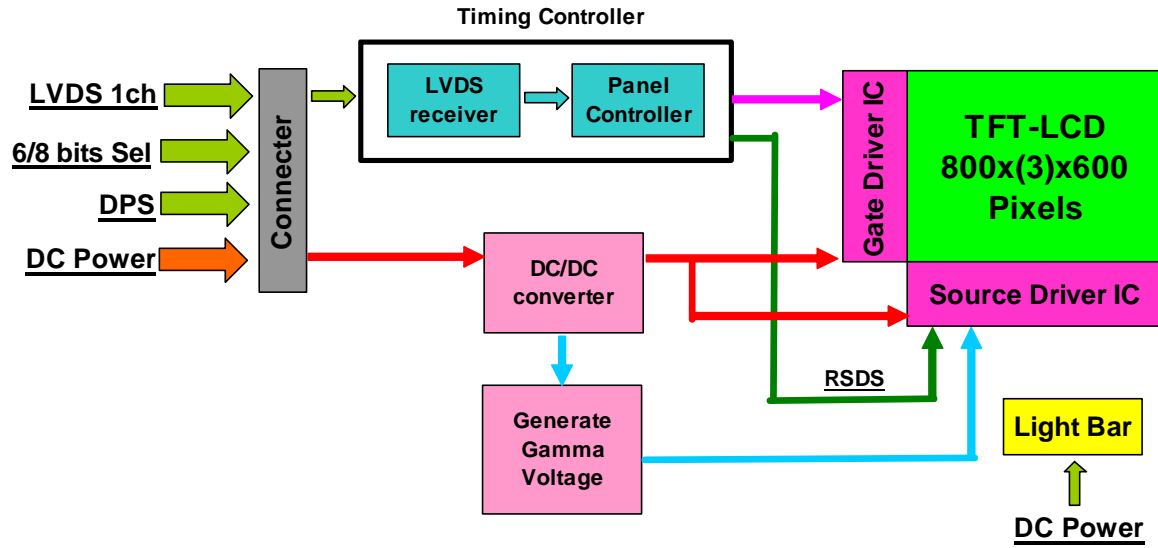 Timing Controller
LVDS 1ch
6/8 bits Sel
DPS
DC Power
Connecter
LVDS
receiver
Panel
Controller
Gate Driver IC
TFT-LCD
800x(3)x600
Pixels
Source Driver IC
DC/DC
converter
RSDS
Generate
Gamma
Voltage
Light Bar
DC Power